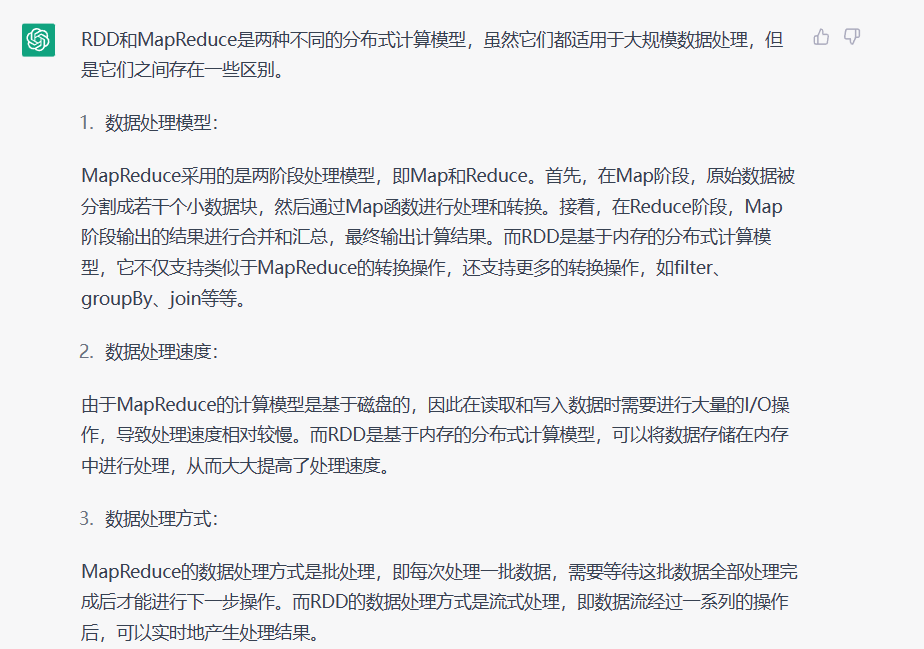 RDD和MapReduce是两种不同的分布式计算模型，虽然它们都适用于大规模数据处理，但
是它们之间存在一些区别。
1. 数据处理模型：
MapReduce采用的是两阶段处理模型，即Map和Reduce。首先，在Map阶段，原始数据被
分割成若干个小数据块，然后通过Map函数进行处理和转换。接着，在Reduce阶段，Map
阶段输出的结果进行合并和汇总，最终输出计算结果。而RDD是基于内存的分布式计算模
型，它不仅支持类似于MapReduce的转换操作，还支持更多的转换操作，如filter、
groupBy、join等等。
2. 数据处理速度：
由于MapReduce的计算模型是基于磁盘的，因此在读取和写入数据时需要进行大量的I/O操
作，导致处理速度相对较慢。而RDD是基于内存的分布式计算模型，可以将数据存储在内存
中进行处理，从而大大提高了处理速度。
3. 数据处理方式：
MapReduce的数据处理方式是批处理，即每次处理一批数据，需要等待这批数据全部处理完
成后才能进行下一步操作。而RDD的数据处理方式是流式处理，即数据流经过一系列的操作
后，可以实时地产生处理结果。